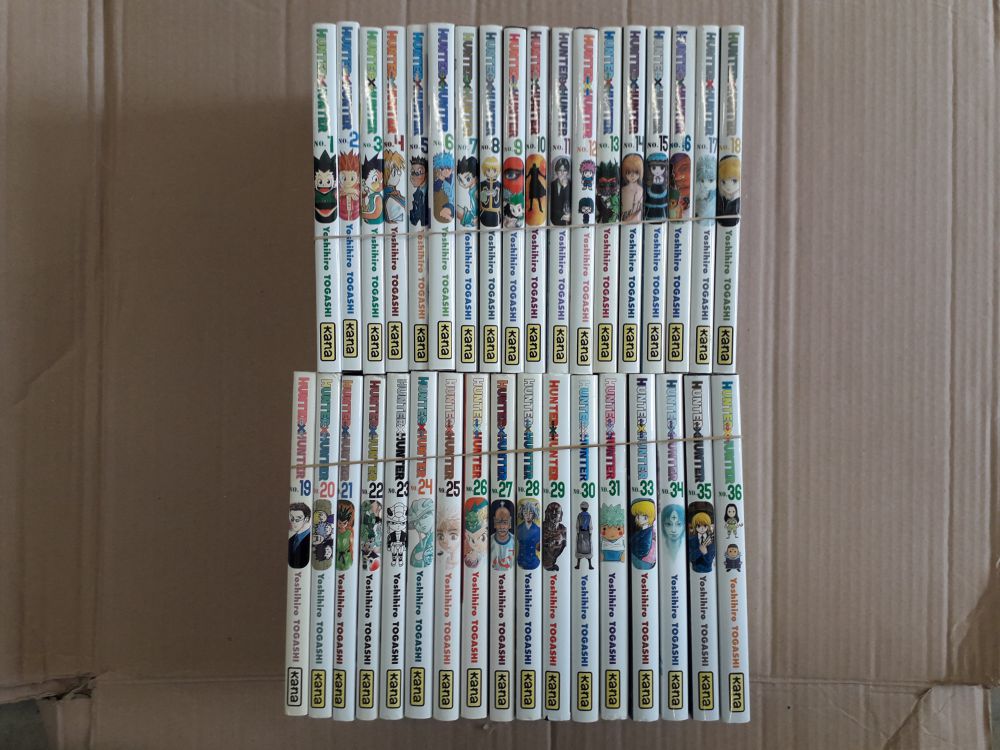 HUNTER×HUNTER NO.1 Yoshihiro TOGASHI kana
HUNTER×HUNTER NO.2 Yoshihiro TOGASHI kana
HUNTER×HUNTER NO.3 Yoshihiro TOGASHI kana
HUNTER×HUNTER NO.4 Yoshihiro TOGASHI kana
HUNTER×HUNTER NO.5 Yoshihiro TOGASHI kana
HUNTER×HUNTER NO.6 Yoshihiro TOGASHI kana
HUNTER×HUNTER NO.7 Yoshihiro TOGASHI kana
HUNTER×HUNTER NO.8 Yoshihiro TOGASHI kana
HUNTER×HUNTER NO.9 Yoshihiro TOGASHI kana
HUNTER×HUNTER NO.10 Yoshihiro TOGASHI kana
HUNTER×HUNTER NO.11 Yoshihiro TOGASHI kana
HUNTER×HUNTER NO.12 Yoshihiro TOGASHI kana
HUNTER×HUNTER NO.13 Yoshihiro TOGASHI kana
HUNTER×HUNTER NO.14 Yoshihiro TOGASHI kana
HUNTER×HUNTER NO.15 Yoshihiro TOGASHI kana
HUNTER×HUNTER NO.16 Yoshihiro TOGASHI kana
HUNTER×HUNTER NO.17 Yoshihiro TOGASHI kana
HUNTER×HUNTER NO.18 Yoshihiro TOGASHI kana
HUNTER×HUNTER NO.19 Yoshihiro TOGASHI kana
HUNTER×HUNTER NO.20 Yoshihiro TOGASHI kana
HUNTER×HUNTER NO.21 Yoshihiro TOGASHI kana
HUNTER×HUNTER NO.22 Yoshihiro TOGASHI kana
HUNTER×HUNTER NO.23 Yoshihiro TOGASHI kana
HUNTER×HUNTER NO.24 Yoshihiro TOGASHI kana
HUNTER×HUNTER NO.25 Yoshihiro TOGASHI kana
HUNTER×HUNTER NO.26 Yoshihiro TOGASHI kana
HUNTER×HUNTER NO.27 Yoshihiro TOGASHI kana
HUNTER×HUNTER NO.28 Yoshihiro TOGASHI kana
HUNTER×HUNTER NO.29 Yoshihiro TOGASHI kana
HUNTER×HUNTER NO.30 Yoshihiro TOGASHI kana
HUNTER×HUNTER NO.31 Yoshihiro TOGASHI kana
HUNTER×HUNTER NO.33 Yoshihiro TOGASHI kana
HUNTER×HUNTER NO.34 Yoshihiro TOGASHI kana
HUNTER×HUNTER NO.35 Yoshihiro TOGASHI kana
HUNTER×HUNTER NO.36 Yoshihiro TOGASHI kana